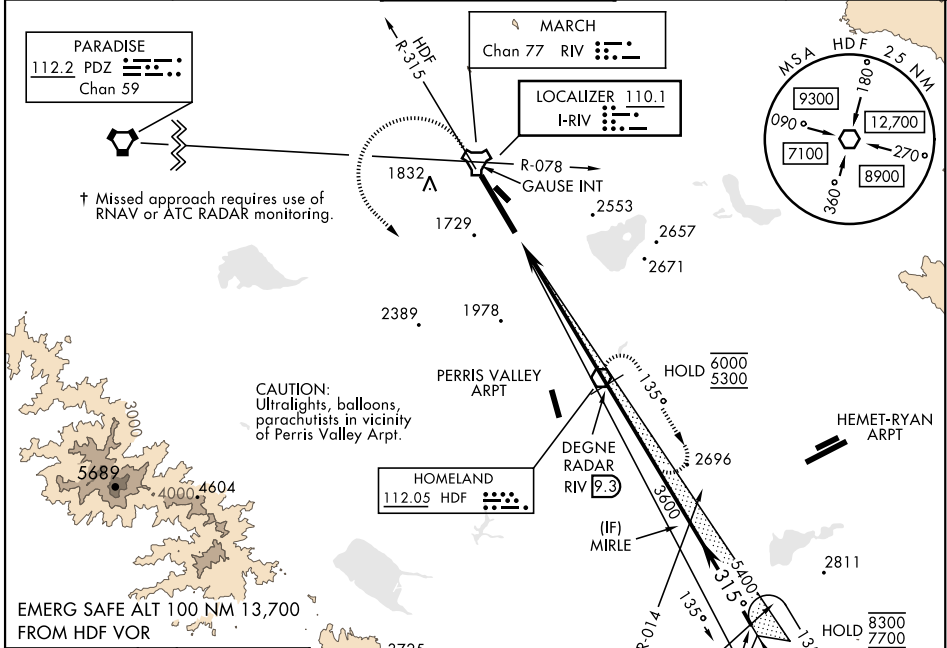 PARADISE
112.2 PDZ
Chan 59
HDF
R-315
MARCH
Chan 77 RIV
LOCALIZER 110.1
I-RIV
MSA HDF 25 NM
180°
9300
090°
12,700
7100
270°
8900
360°
R-078
GAUSE INT
1832
† Missed approach requires use of
RNAV or ATC RADAR monitoring.
1729
2553
2657
2671
2389
1978
PERRIS VALLEY
ARPT
HOLD 6000
5300
135°
CAUTION:
Ultralights, balloons,
parachutists in vicinity
of Perris Valley Arpt.
HEMET-RYAN
ARPT
3000
DEGNE
RADAR
RIV 9.3
2696
5689
4000
4604
HOMELAND
112.05 HDF
3600
(IF)
MIRLE
2811
5400
315°
135°
R-014
EMERG SAFE ALT 100 NM 13,700
FROM HDF VOR
HOLD 8300
7700